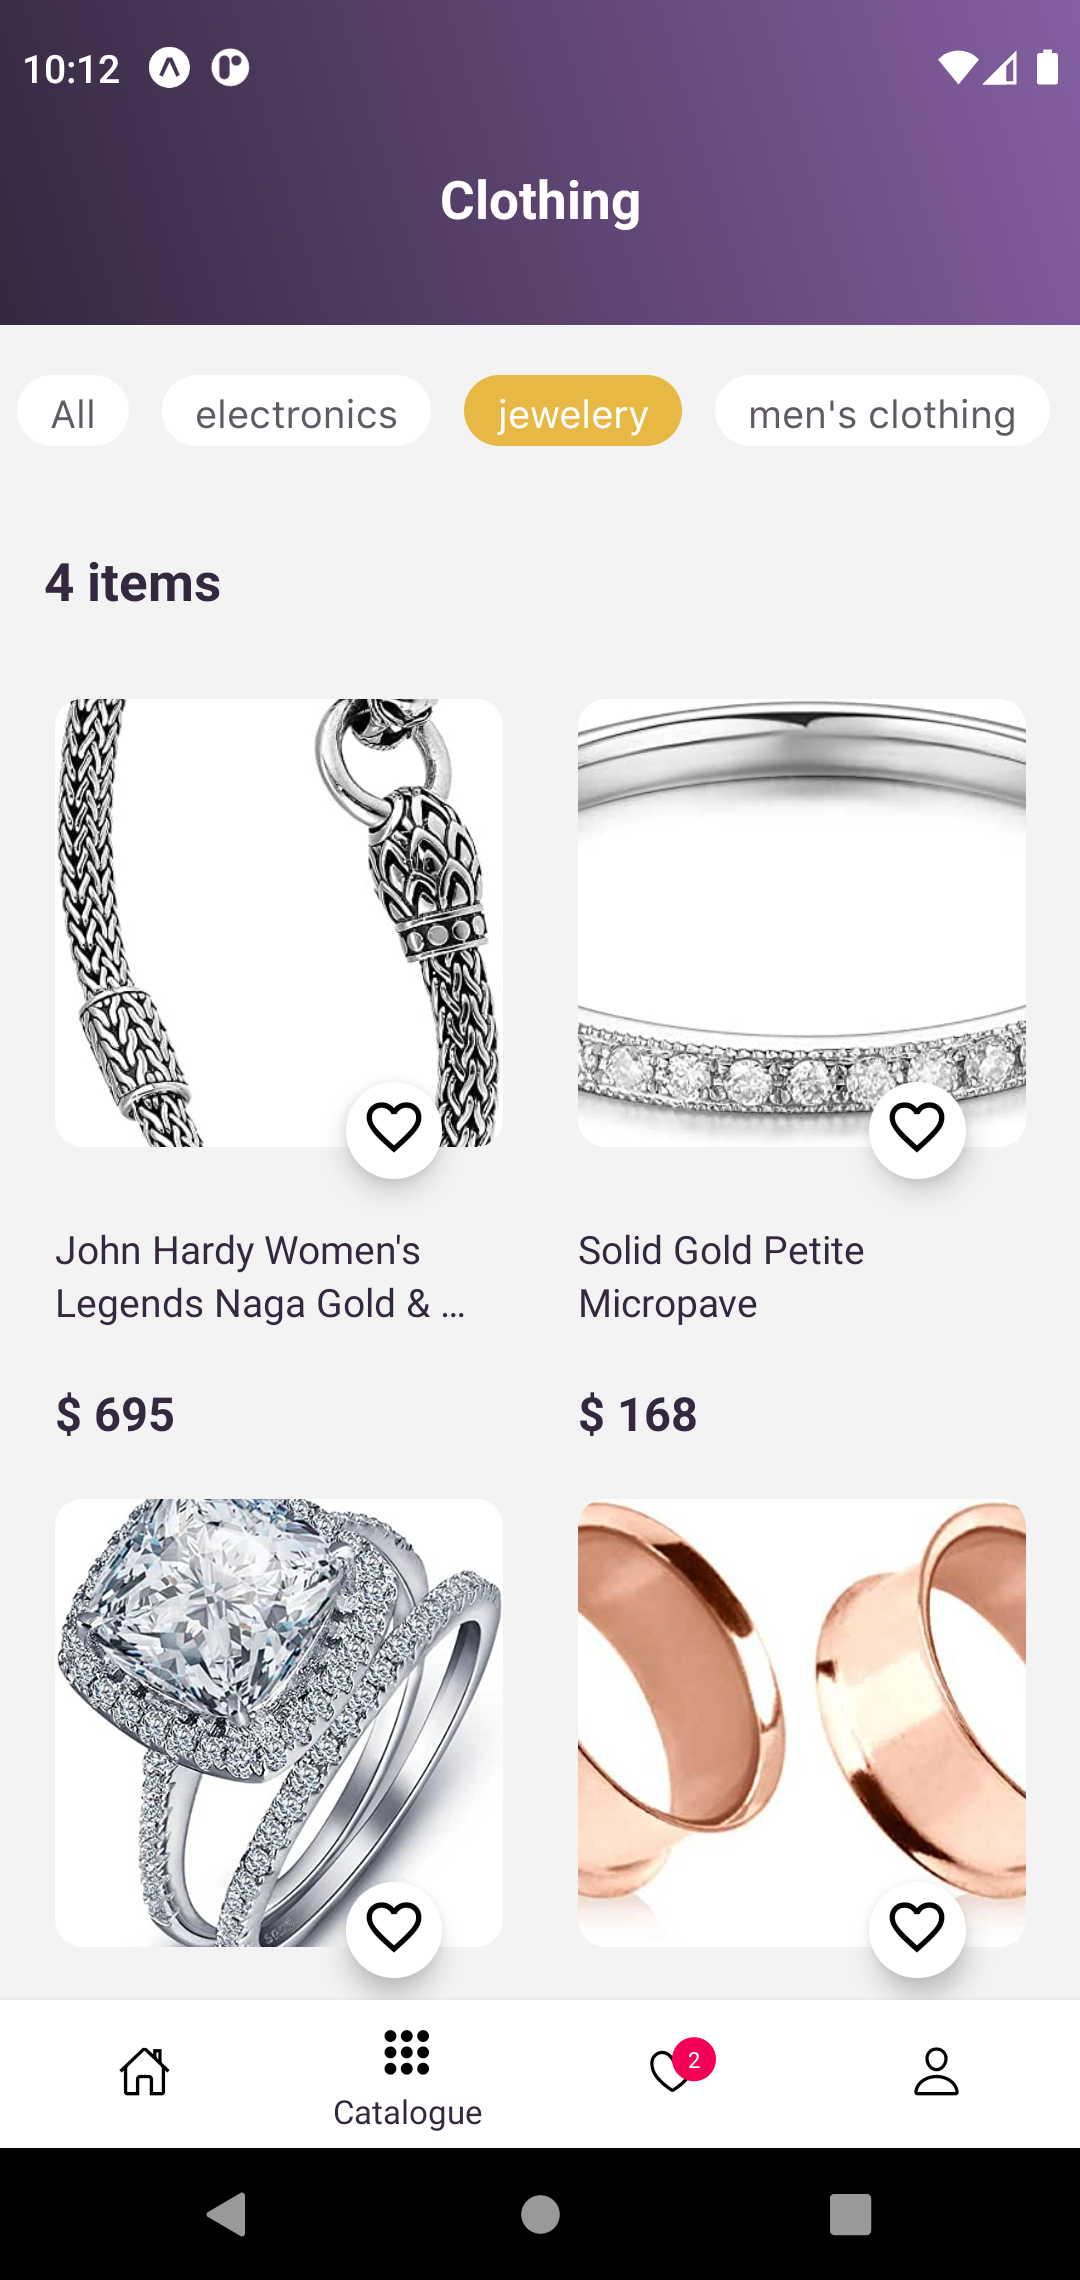 10:12
Clothing
All
electronics
jewelery
men's clothing
4 items
John Hardy Women's
Legends Naga Gold & ...
$ 695
Solid Gold Petite
Micropave
$ 168
Catalogue
2